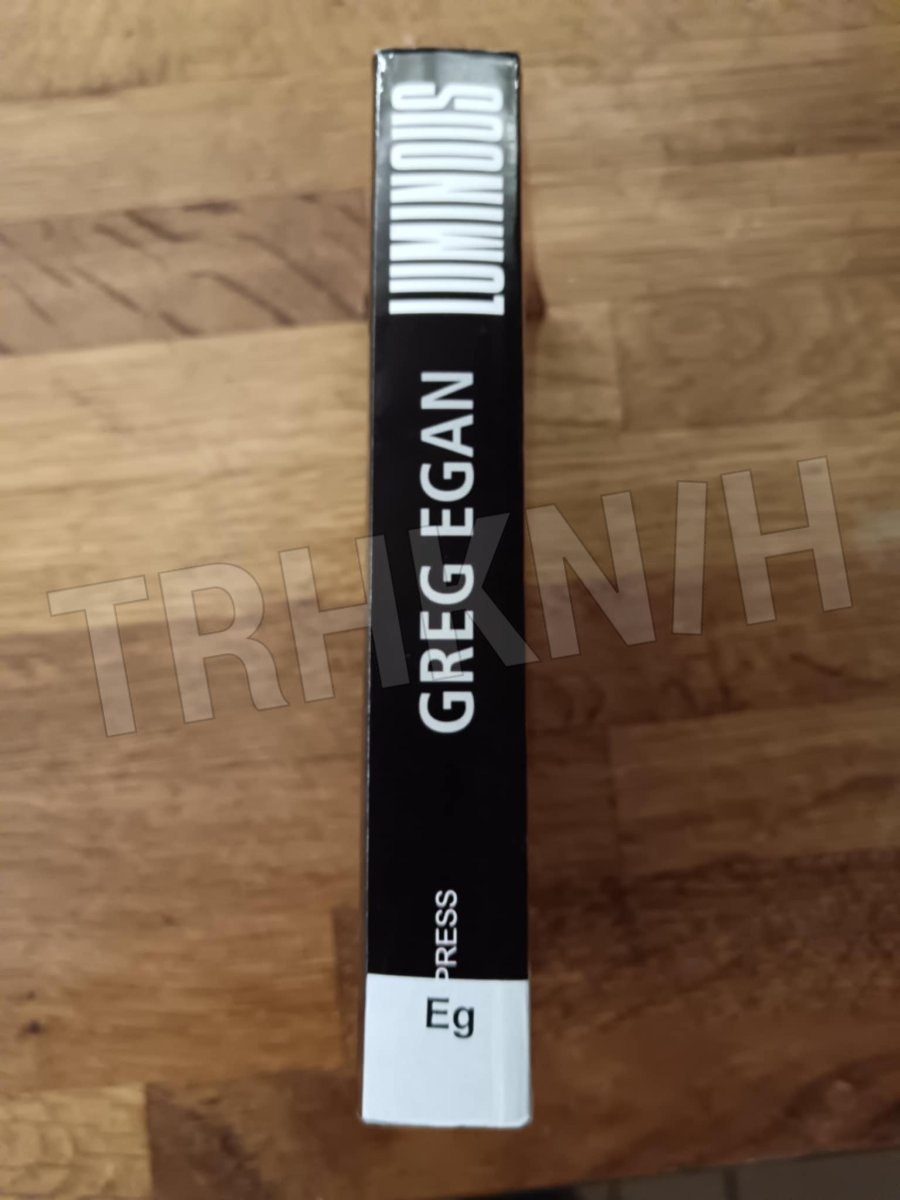 LUMINOUS
GREG EGAN
PRESS
Eg
TRHKN/H